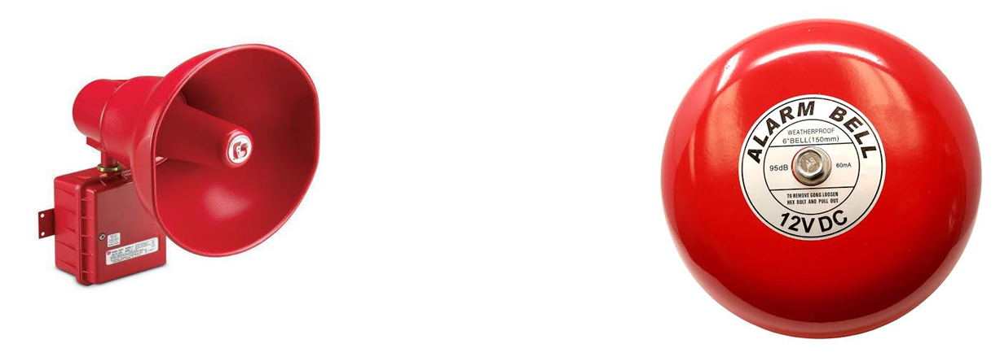 ALARM BELL
WEATHERPROOF
6"BELL(150mm)
95dB 60mA
TO REMOVE GONG LOOSEN
HEX BOLT AND PULL OUT
12V DC